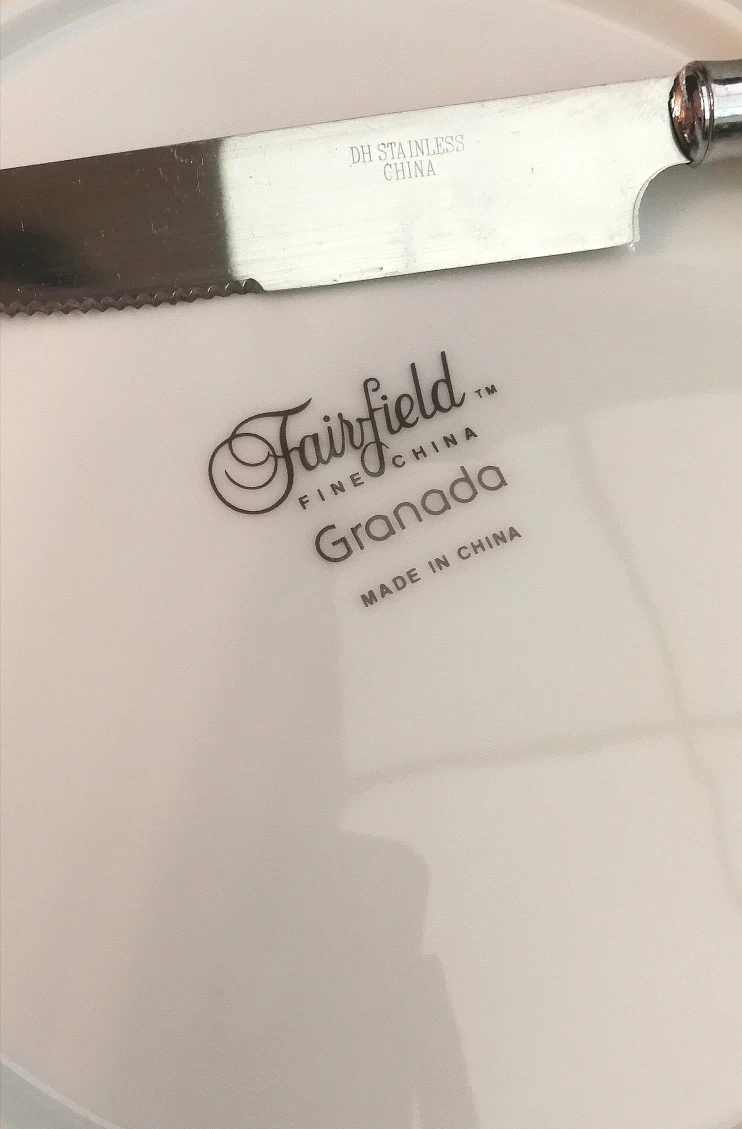 DH STAINLESS
CHINA
Fairfield™
FINE CHINA
Granada
MADE IN CHINA